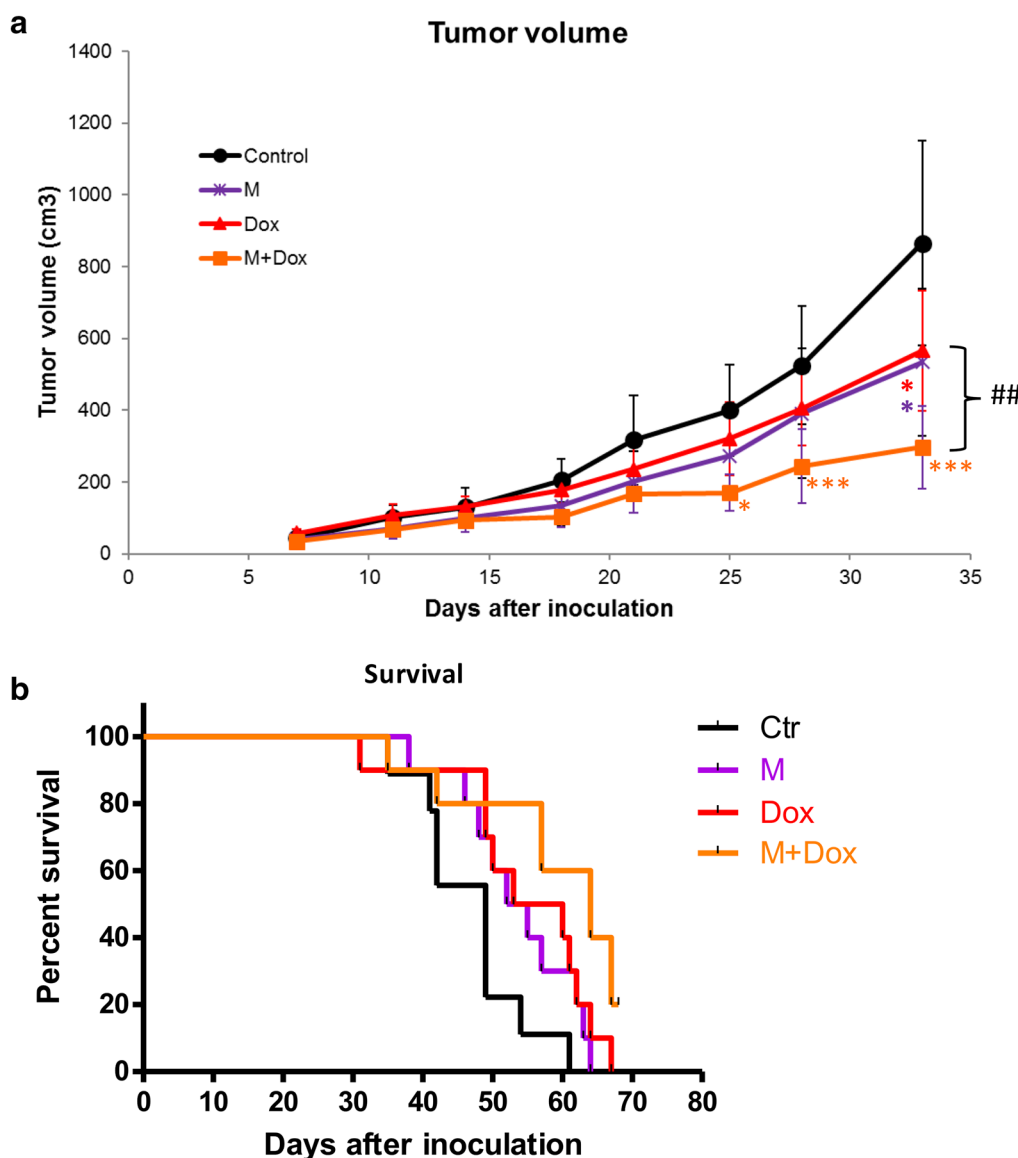 a
Tumor volume
1400
1200
1000
800
600
400
200
0
Tumor volume (cm3)
Control
M
Dox
M+Dox
*
*
*
***
***
##
0 5 10 15 20 25 30 35
Days after inoculation
b
Survival
100
80
60
40
20
0
Percent survival
Ctr
M
Dox
M+Dox
0 10 20 30 40 50 60 70 80
Days after inoculation